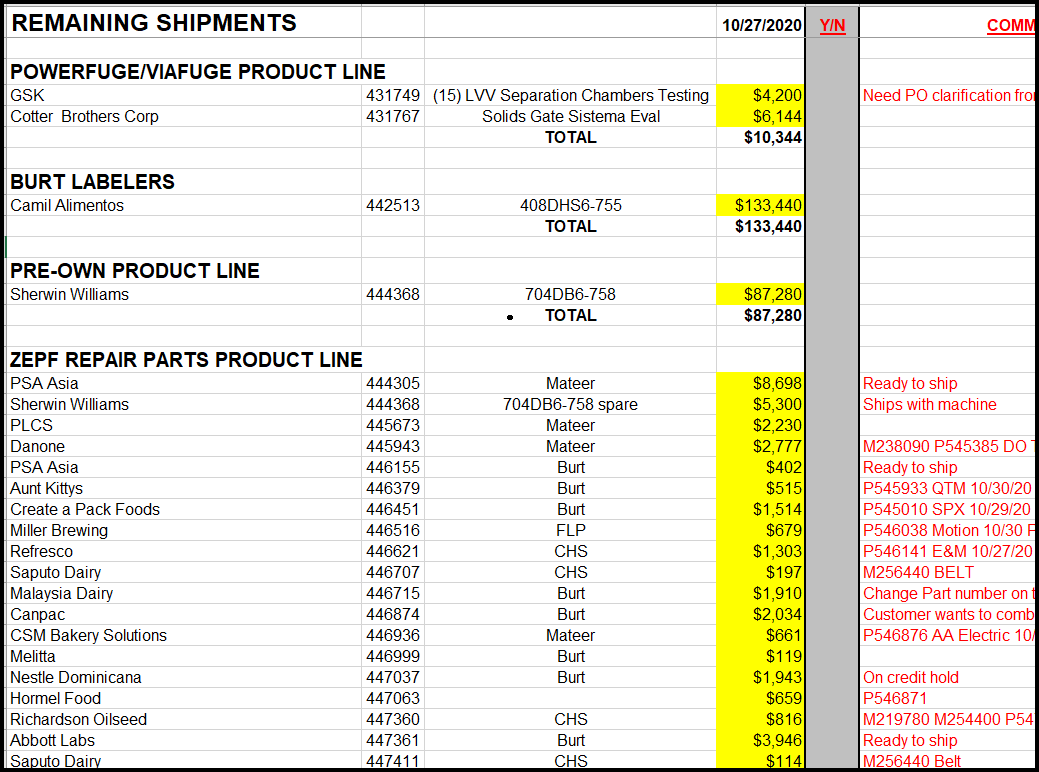 REMAINING SHIPMENTS 10/27/2020 Y/N COMM
POWERFUGE/VIAFUGE PRODUCT LINE
GSK 431749 (15) LVV Separation Chambers Testing $4,200 Need PO clarification from
Cotter Brothers Corp 431767 Solids Gate Sistema Eval $6,144
TOTAL $10,344
BURT LABELERS
Camil Alimentos 442513 408DHS6-755 $133,440
TOTAL $133,440
PRE-OWN PRODUCT LINE
Sherwin Williams 444368 704DB6-758 $87,280
TOTAL $87,280
ZEPF REPAIR PARTS PRODUCT LINE
PSA Asia 444305 Mateer $8,698 Ready to ship
Sherwin Williams 444368 704DB6-758 spare $5,300 Ships with machine
PLCS 445673 Mateer $2,230
Danone 445943 Mateer $2,777 M238090 P545385 DO T
PSA Asia 446155 Burt $402 Ready to ship
Aunt Kittys 446379 Burt $515 P545933 QTM 10/30/20
Create a Pack Foods 446451 Burt $1,514 P545010 SPX 10/29/20
Miller Brewing 446516 FLP $679 P546038 Motion 10/30 P
Refresco 446621 CHS $1,303 P546141 E&M 10/27/20
Saputo Dairy 446707 CHS $197 M256440 BELT
Malaysia Dairy 446715 Burt $1,910 Change Part number on t
Canpac 446874 Burt $2,034 Customer wants to comb
CSM Bakery Solutions 446936 Mateer $661 P546876 AA Electric 10/
Melitta 446999 Burt $119
Nestle Dominicana 447037 Burt $1,943 On credit hold
Hormel Food 447063 $659 P546871
Richardson Oilseed 447360 CHS $816 M219780 M254400 P54
Abbott Labs 447361 Burt $3,946 Ready to ship
Saputo Dairy 447411 CHS $114 M256440 Belt